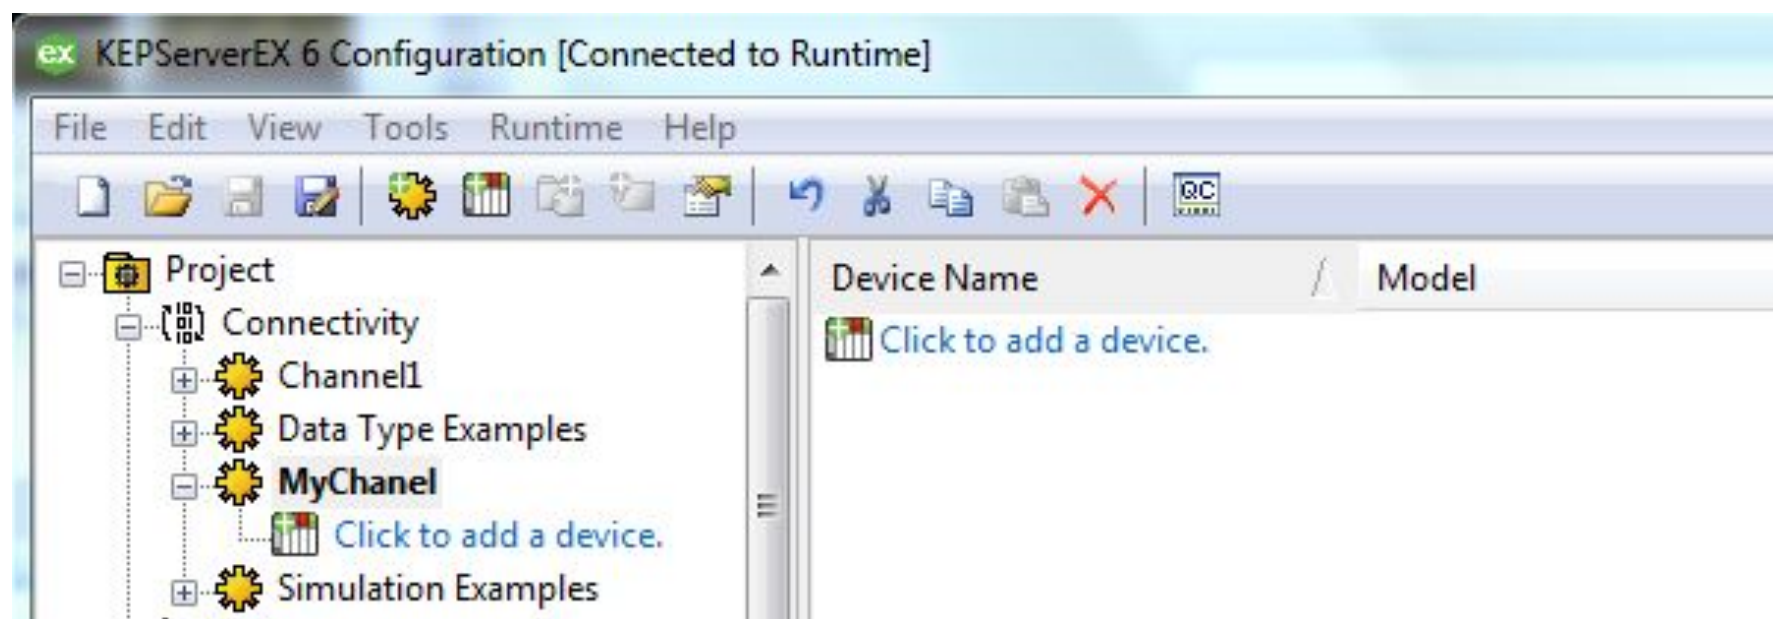 ex KEPServerEX 6 Configuration [Connected to Runtime]
File Edit View Tools Runtime Help
QC
Project
Connectivity
Channel1
Data Type Examples
MyChanel
Click to add a device.
Simulation Examples
Device Name Model
Click to add a device.